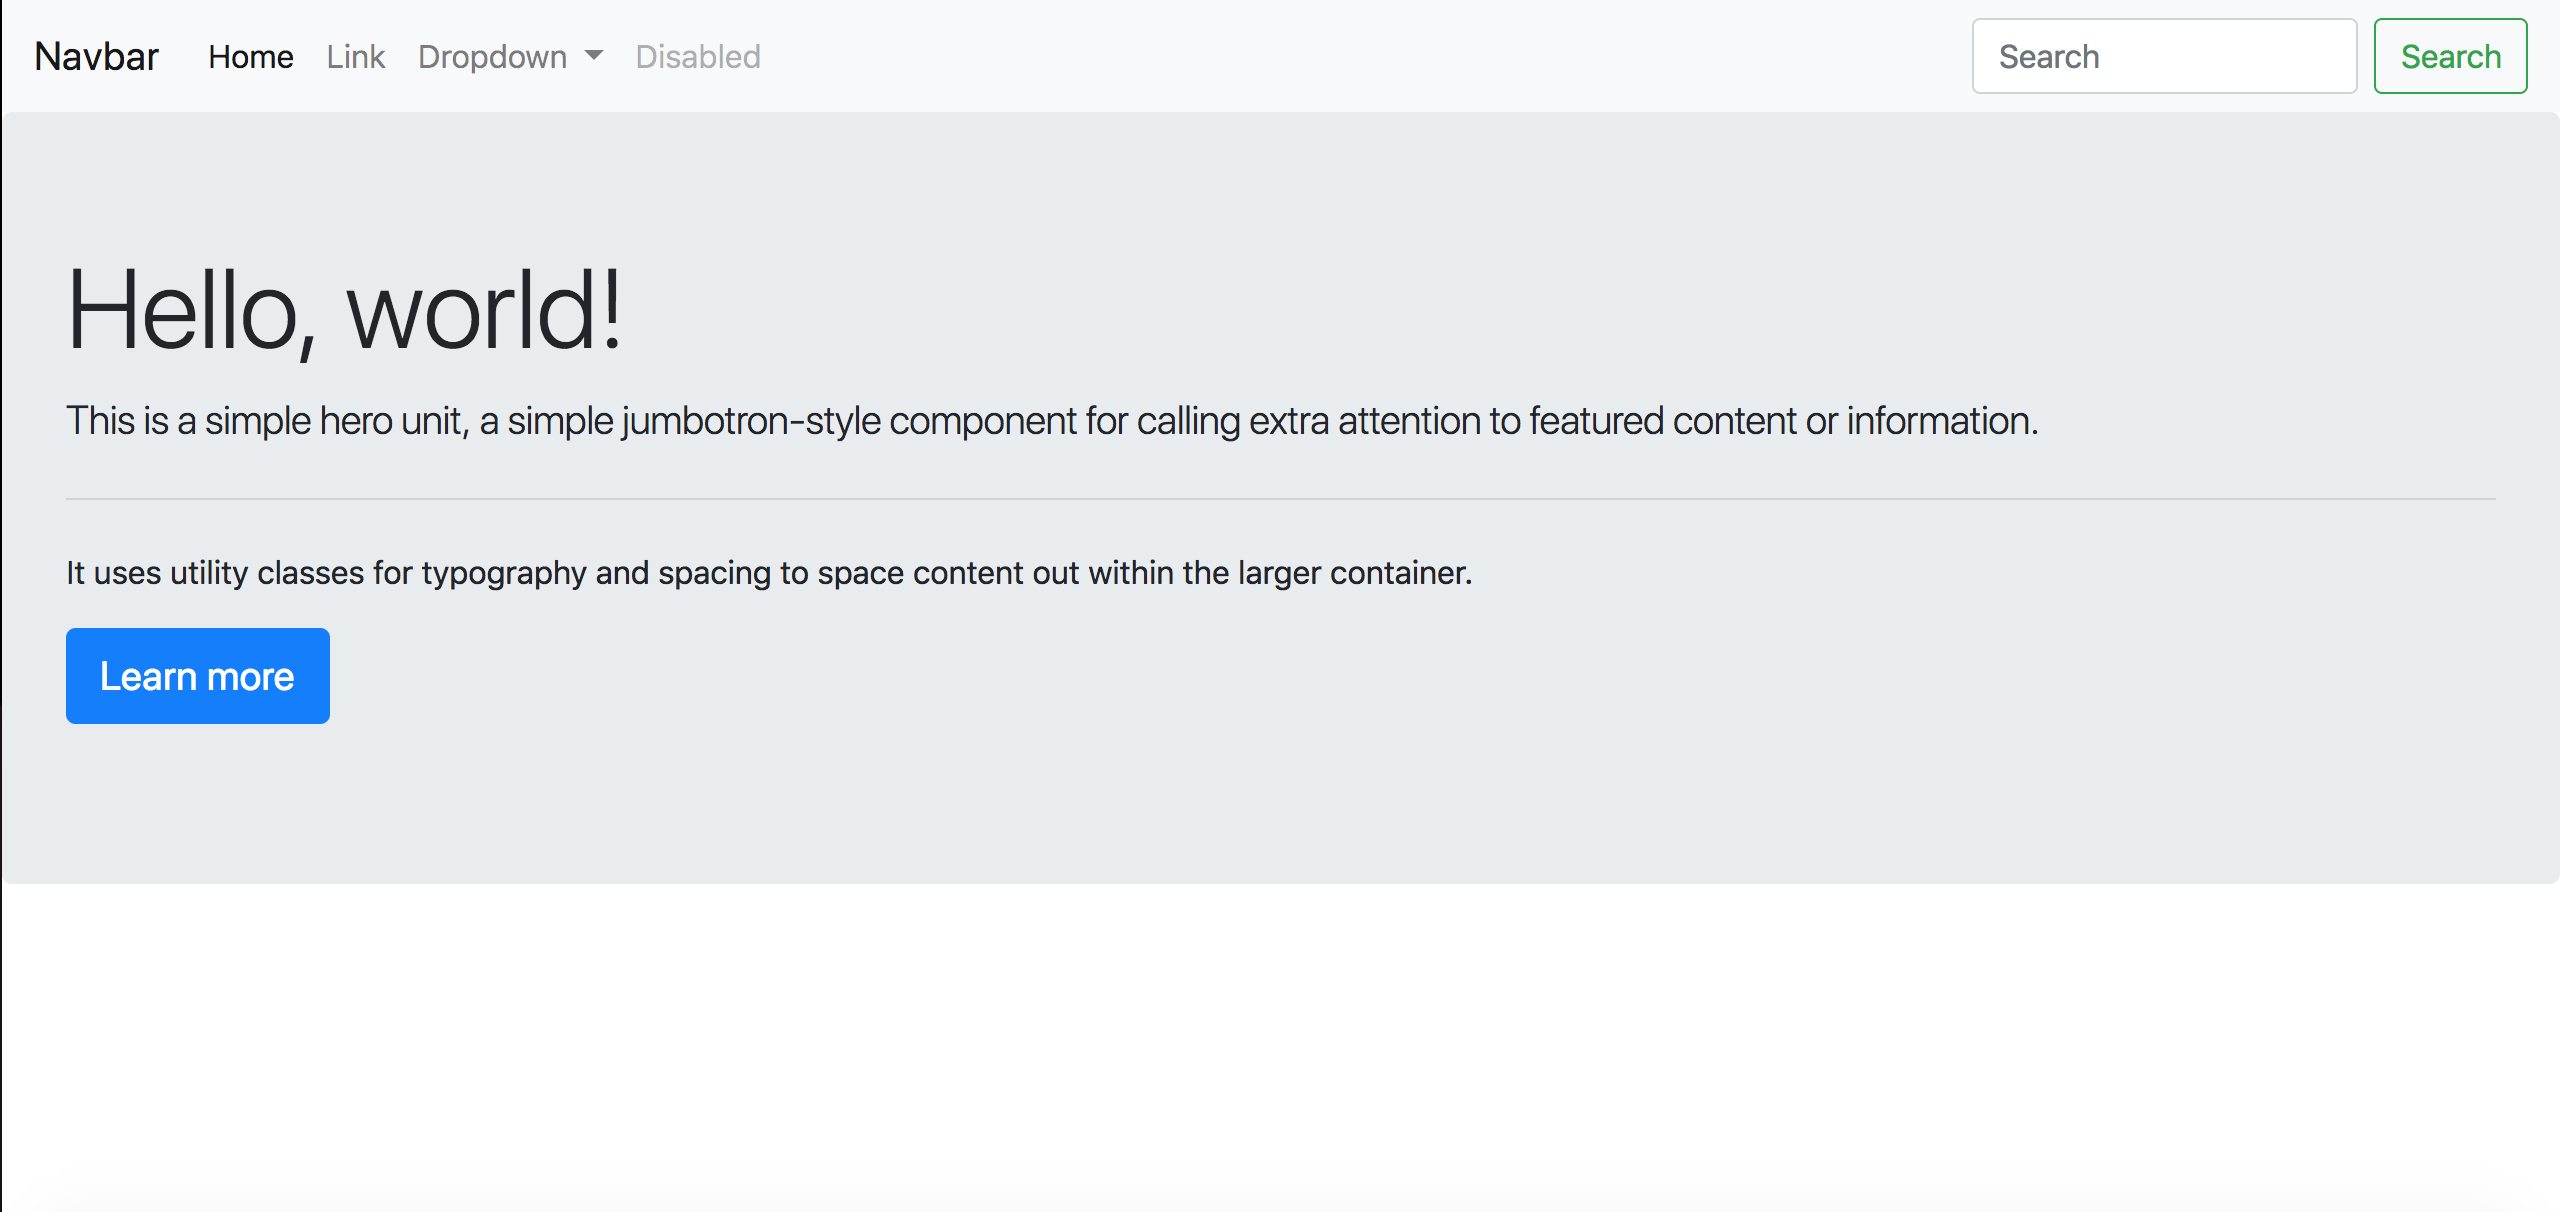 Navbar Home Link Dropdown Disabled Search Search
Hello, world!
This is a simple hero unit, a simple jumbotron-style component for calling extra attention to featured content or information.
It uses utility classes for typography and spacing to space content out within the larger container.
Learn more